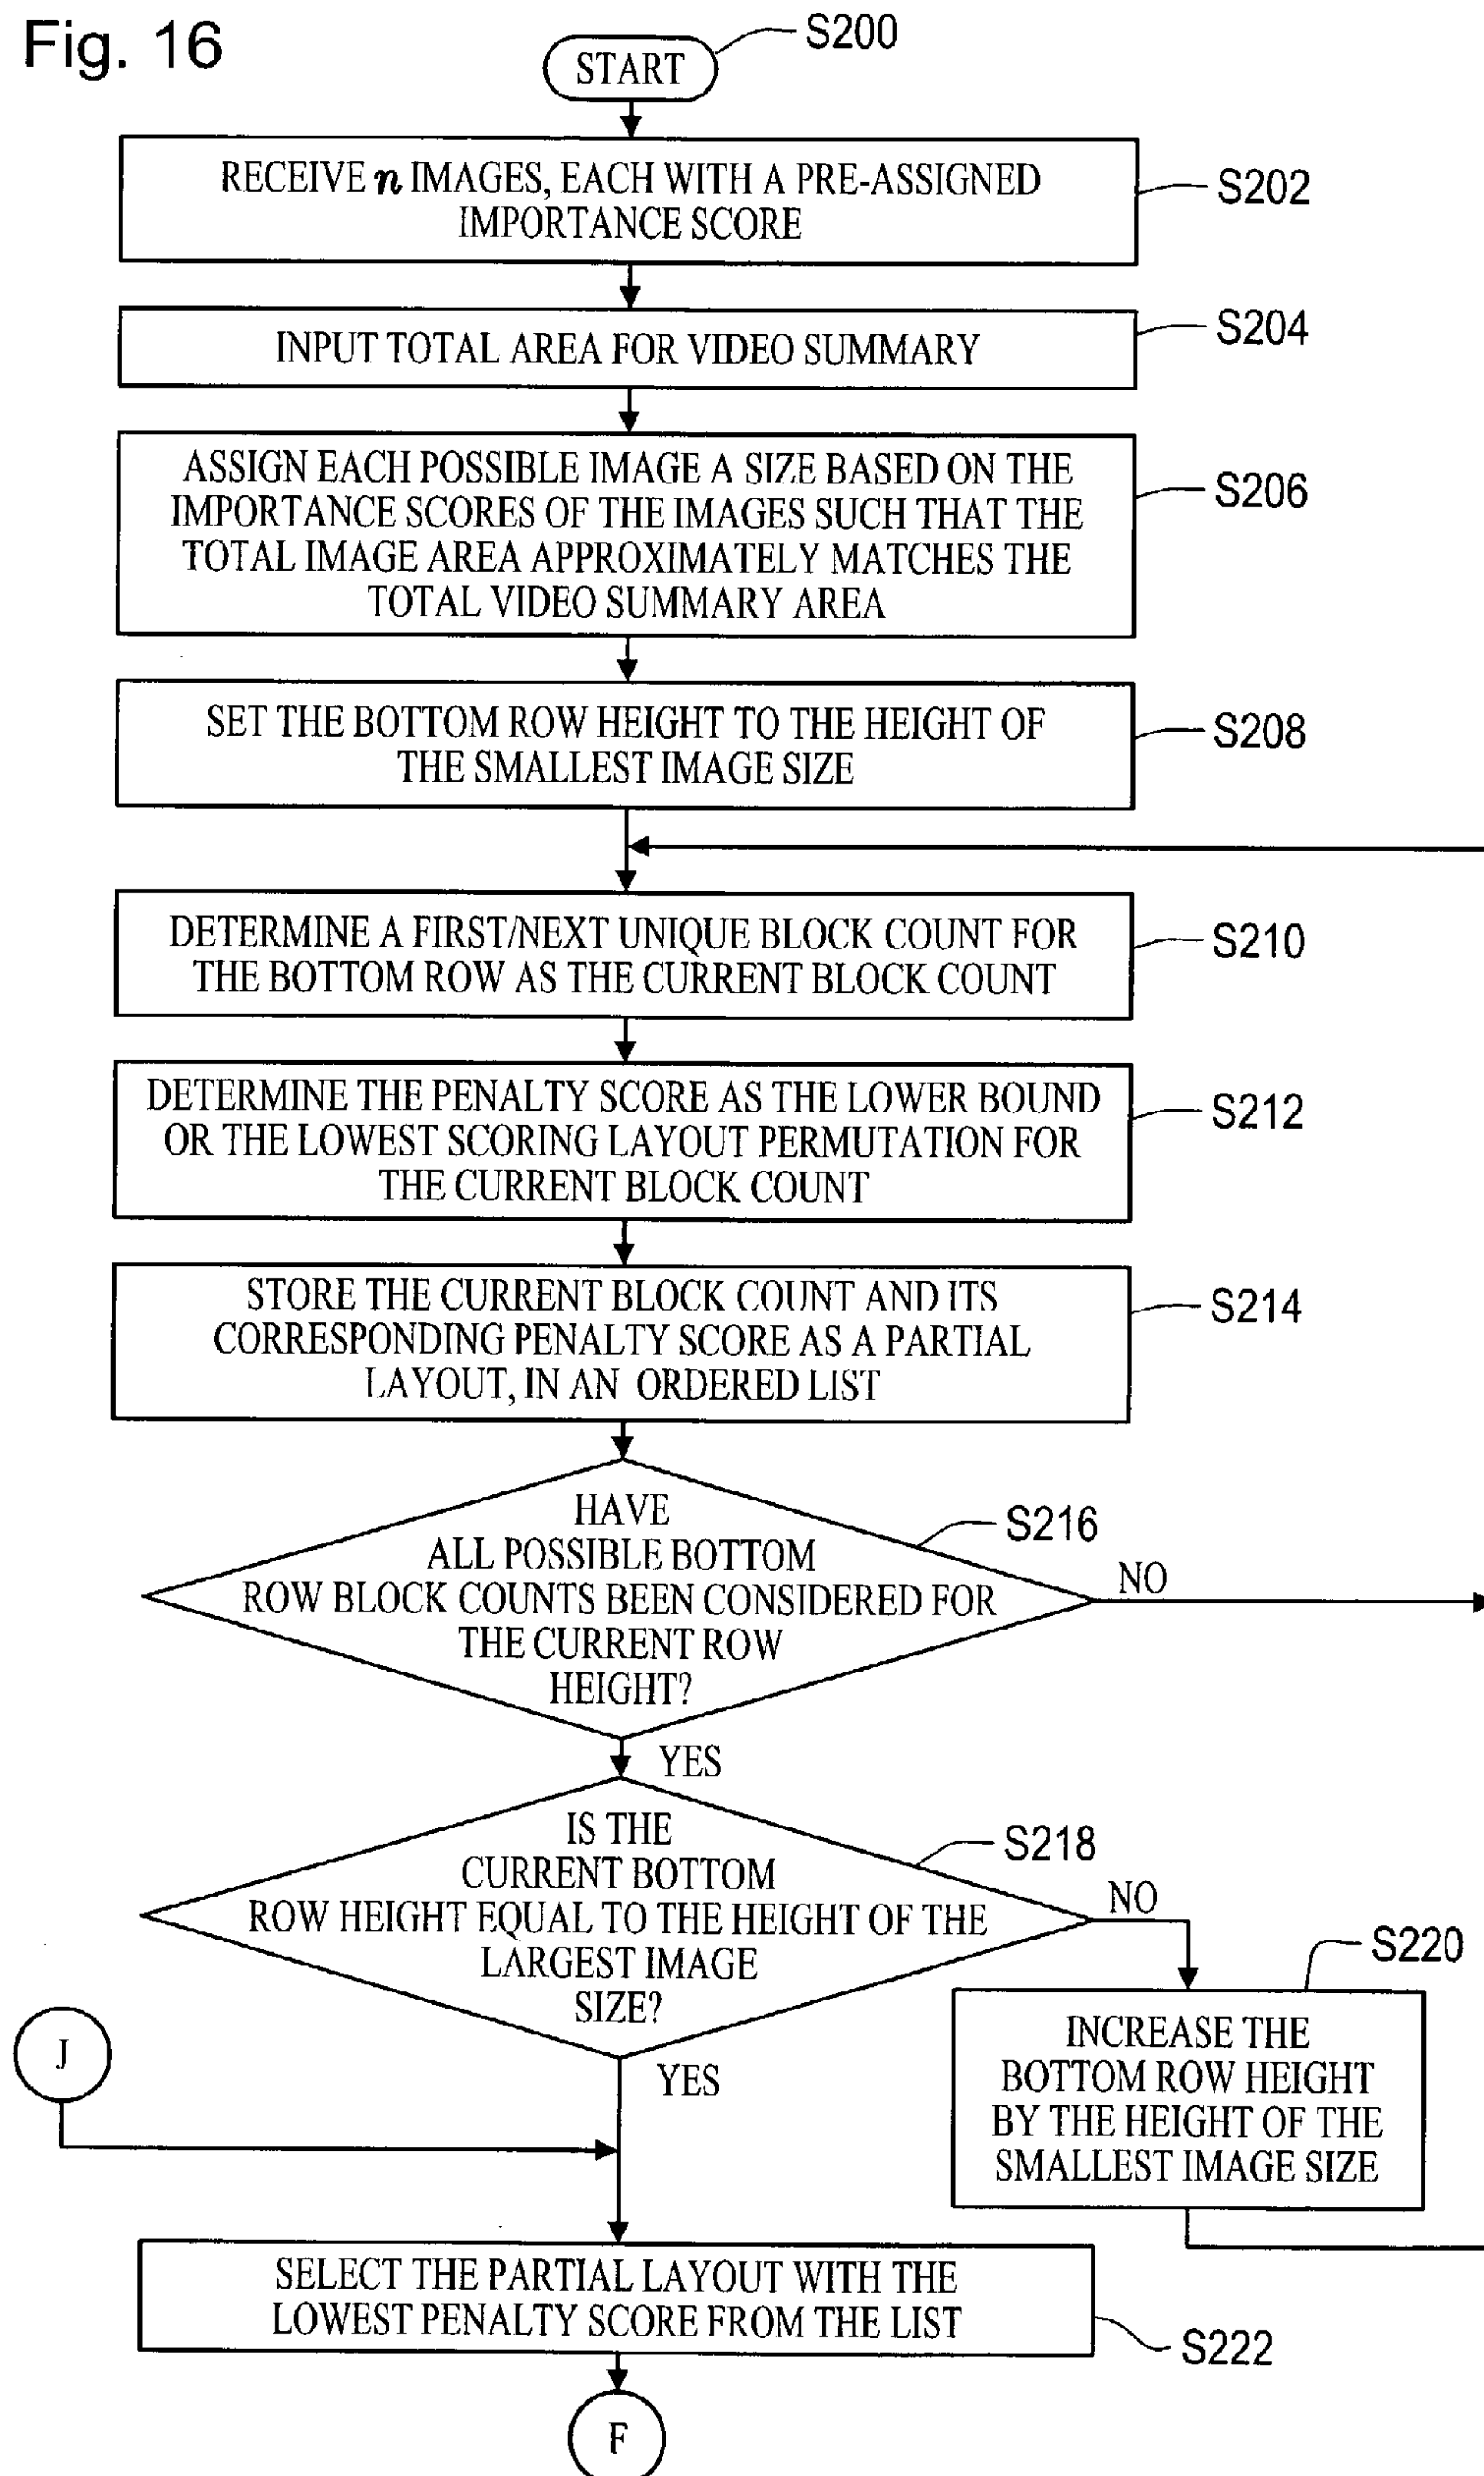 Fig. 16
START
S200
RECEIVE n IMAGES, EACH WITH A PRE-ASSIGNED
IMPORTANCE SCORE
S202
INPUT TOTAL AREA FOR VIDEO SUMMARY
S204
ASSIGN EACH POSSIBLE IMAGE A SIZE BASED ON THE
IMPORTANCE SCORES OF THE IMAGES SUCH THAT THE
TOTAL IMAGE AREA APPROXIMATELY MATCHES THE
TOTAL VIDEO SUMMARY AREA
S206
SET THE BOTTOM ROW HEIGHT TO THE HEIGHT OF
THE SMALLEST IMAGE SIZE
S208
DETERMINE A FIRST/NEXT UNIQUE BLOCK COUNT FOR
THE BOTTOM ROW AS THE CURRENT BLOCK COUNT
S210
DETERMINE THE PENALTY SCORE AS THE LOWER BOUND
OR THE LOWEST SCORING LAYOUT PERMUTATION FOR
THE CURRENT BLOCK COUNT
S212
STORE THE CURRENT BLOCK COUNT AND ITS
CORRESPONDING PENALTY SCORE AS A PARTIAL
LAYOUT, IN AN ORDERED LIST
S214
HAVE
ALL POSSIBLE BOTTOM
ROW BLOCK COUNTS BEEN CONSIDERED FOR
THE CURRENT ROW
HEIGHT?
S216
NO
YES
IS THE
CURRENT BOTTOM
ROW HEIGHT EQUAL TO THE HEIGHT OF THE
LARGEST IMAGE
SIZE?
S218
NO
S220
INCREASE THE
BOTTOM ROW HEIGHT
BY THE HEIGHT OF THE
SMALLEST IMAGE SIZE
J
YES
SELECT THE PARTIAL LAYOUT WITH THE
LOWEST PENALTY SCORE FROM THE LIST
S222
F